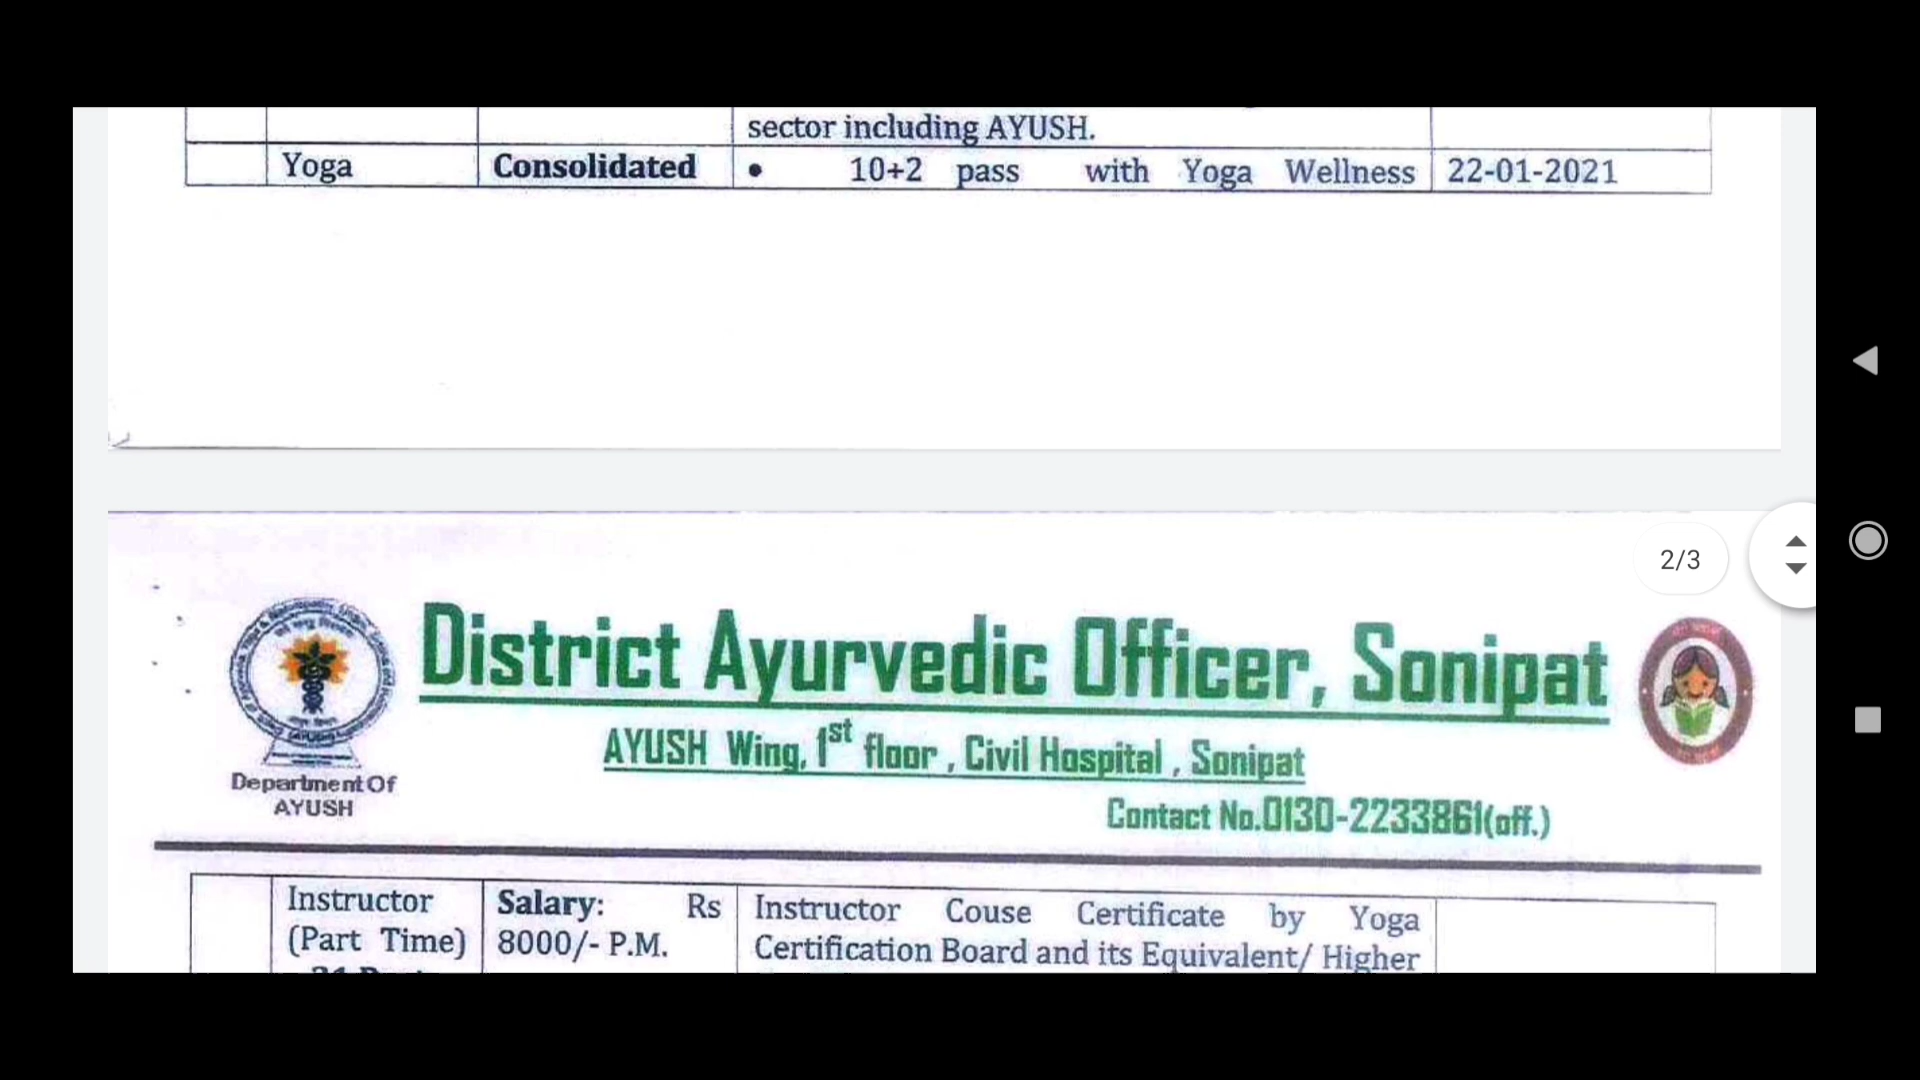 sector including AYUSH.
Yoga Consolidated • 10+2 pass with Yoga Wellness 22-01-2021
2/3
District Ayurvedic Officer, Sonipat
AYUSH Wing, 1st floor , Civil Hospital , Sonipat
Department Of
AYUSH
Contact No.0130-2233861(off.)
Instructor Salary: Rs Instructor Couse Certificate by Yoga
(Part Time) 8000/- P.M. Certification Board and its Equivalent/ Higher